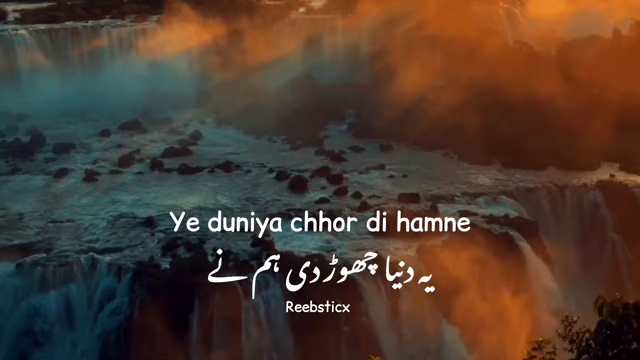 Ye duniya chhor di hamne
یہ دنیا چھوڑ دی ہم نے
Reebsticx